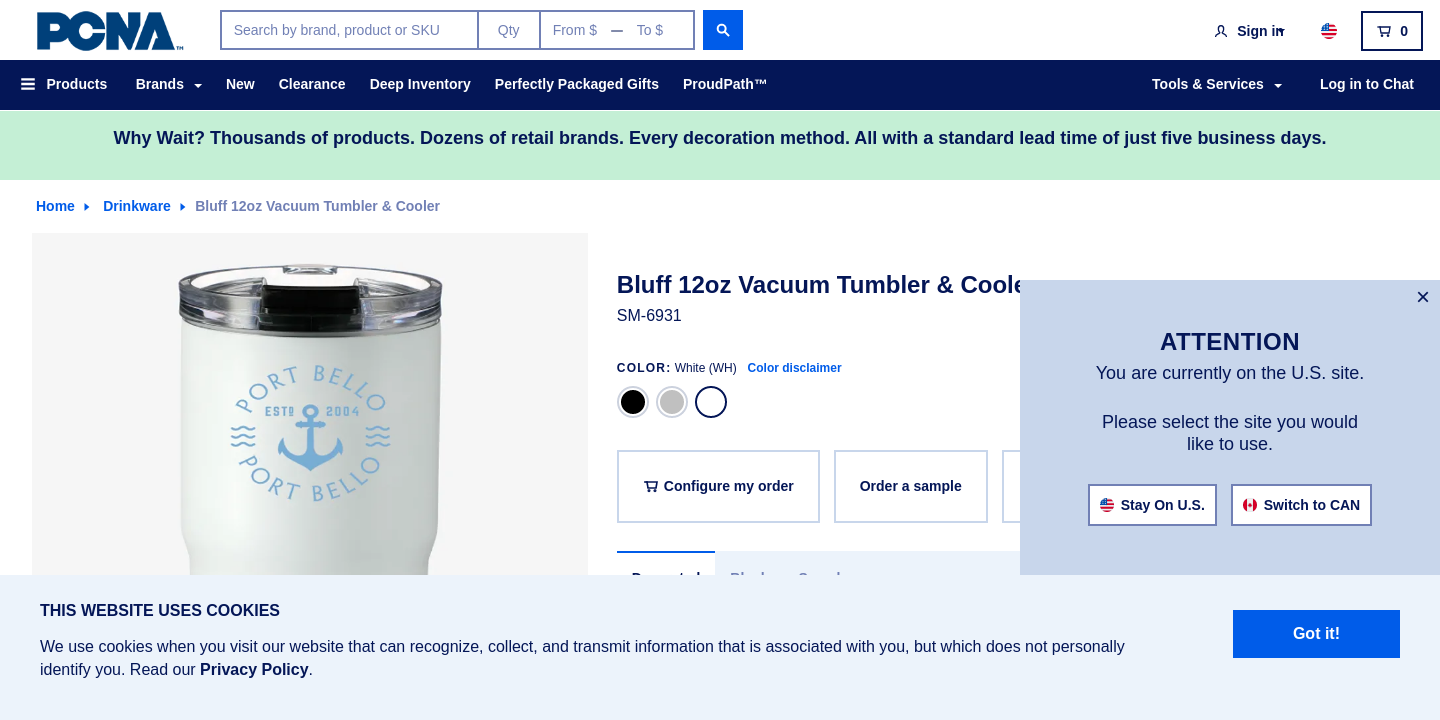 PCNA™
Search by brand, product or SKU
Qty
From $ — To $
Sign in
0
Products
Brands
New
Clearance
Deep Inventory
Perfectly Packaged Gifts
ProudPath™
Tools & Services
Log in to Chat
Why Wait? Thousands of products. Dozens of retail brands. Every decoration method. All with a standard lead time of just five business days.
Home
Drinkware
Bluff 12oz Vacuum Tumbler & Cooler
PORT BELLO
ESTD 2004
PORT BELLO
Bluff 12oz Vacuum Tumbler & Coole
SM-6931
COLOR: White (WH) Color disclaimer
Configure my order
Order a sample
×
ATTENTION
You are currently on the U.S. site.
Please select the site you would
like to use.
Stay On U.S.
Switch to CAN
THIS WEBSITE USES COOKIES
We use cookies when you visit our website that can recognize, collect, and transmit information that is associated with you, but which does not personally
identify you. Read our Privacy Policy.
Got it!